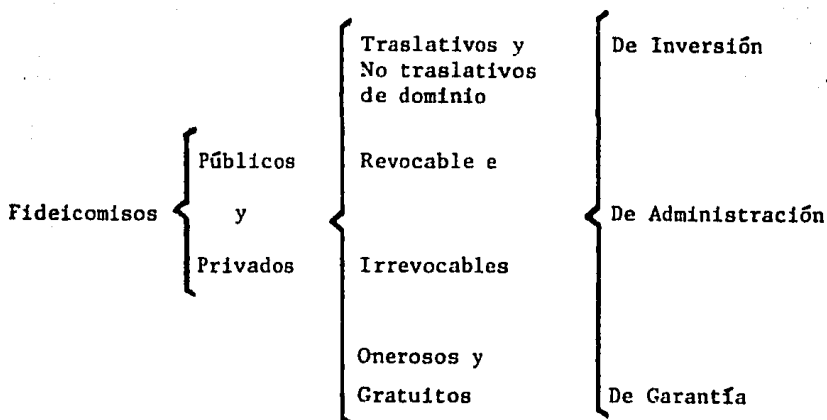 Fideicomisos
Públicos
y
Privados
Traslativos y
No traslativos
de dominio
Revocable e
Irrevocables
Onerosos y
Gratuitos
De Inversión
De Administración
De Garantía